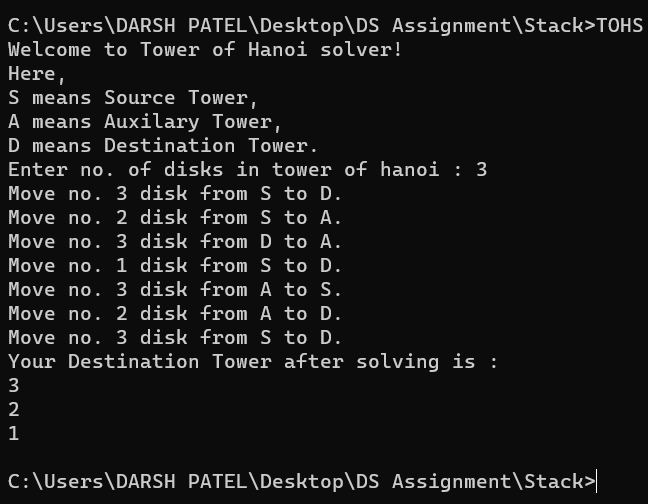 C:\Users\DARSH PATEL\Desktop\DS Assignment\Stack>TOHS
Welcome to Tower of Hanoi solver!
Here,
S means Source Tower,
A means Auxilary Tower,
D means Destination Tower.
Enter no. of disks in tower of hanoi : 3
Move no. 3 disk from S to D.
Move no. 2 disk from S to A.
Move no. 3 disk from D to A.
Move no. 1 disk from S to D.
Move no. 3 disk from A to S.
Move no. 2 disk from A to D.
Move no. 3 disk from S to D.
Your Destination Tower after solving is :
3
2
1
C:\Users\DARSH PATEL\Desktop\DS Assignment\Stack>